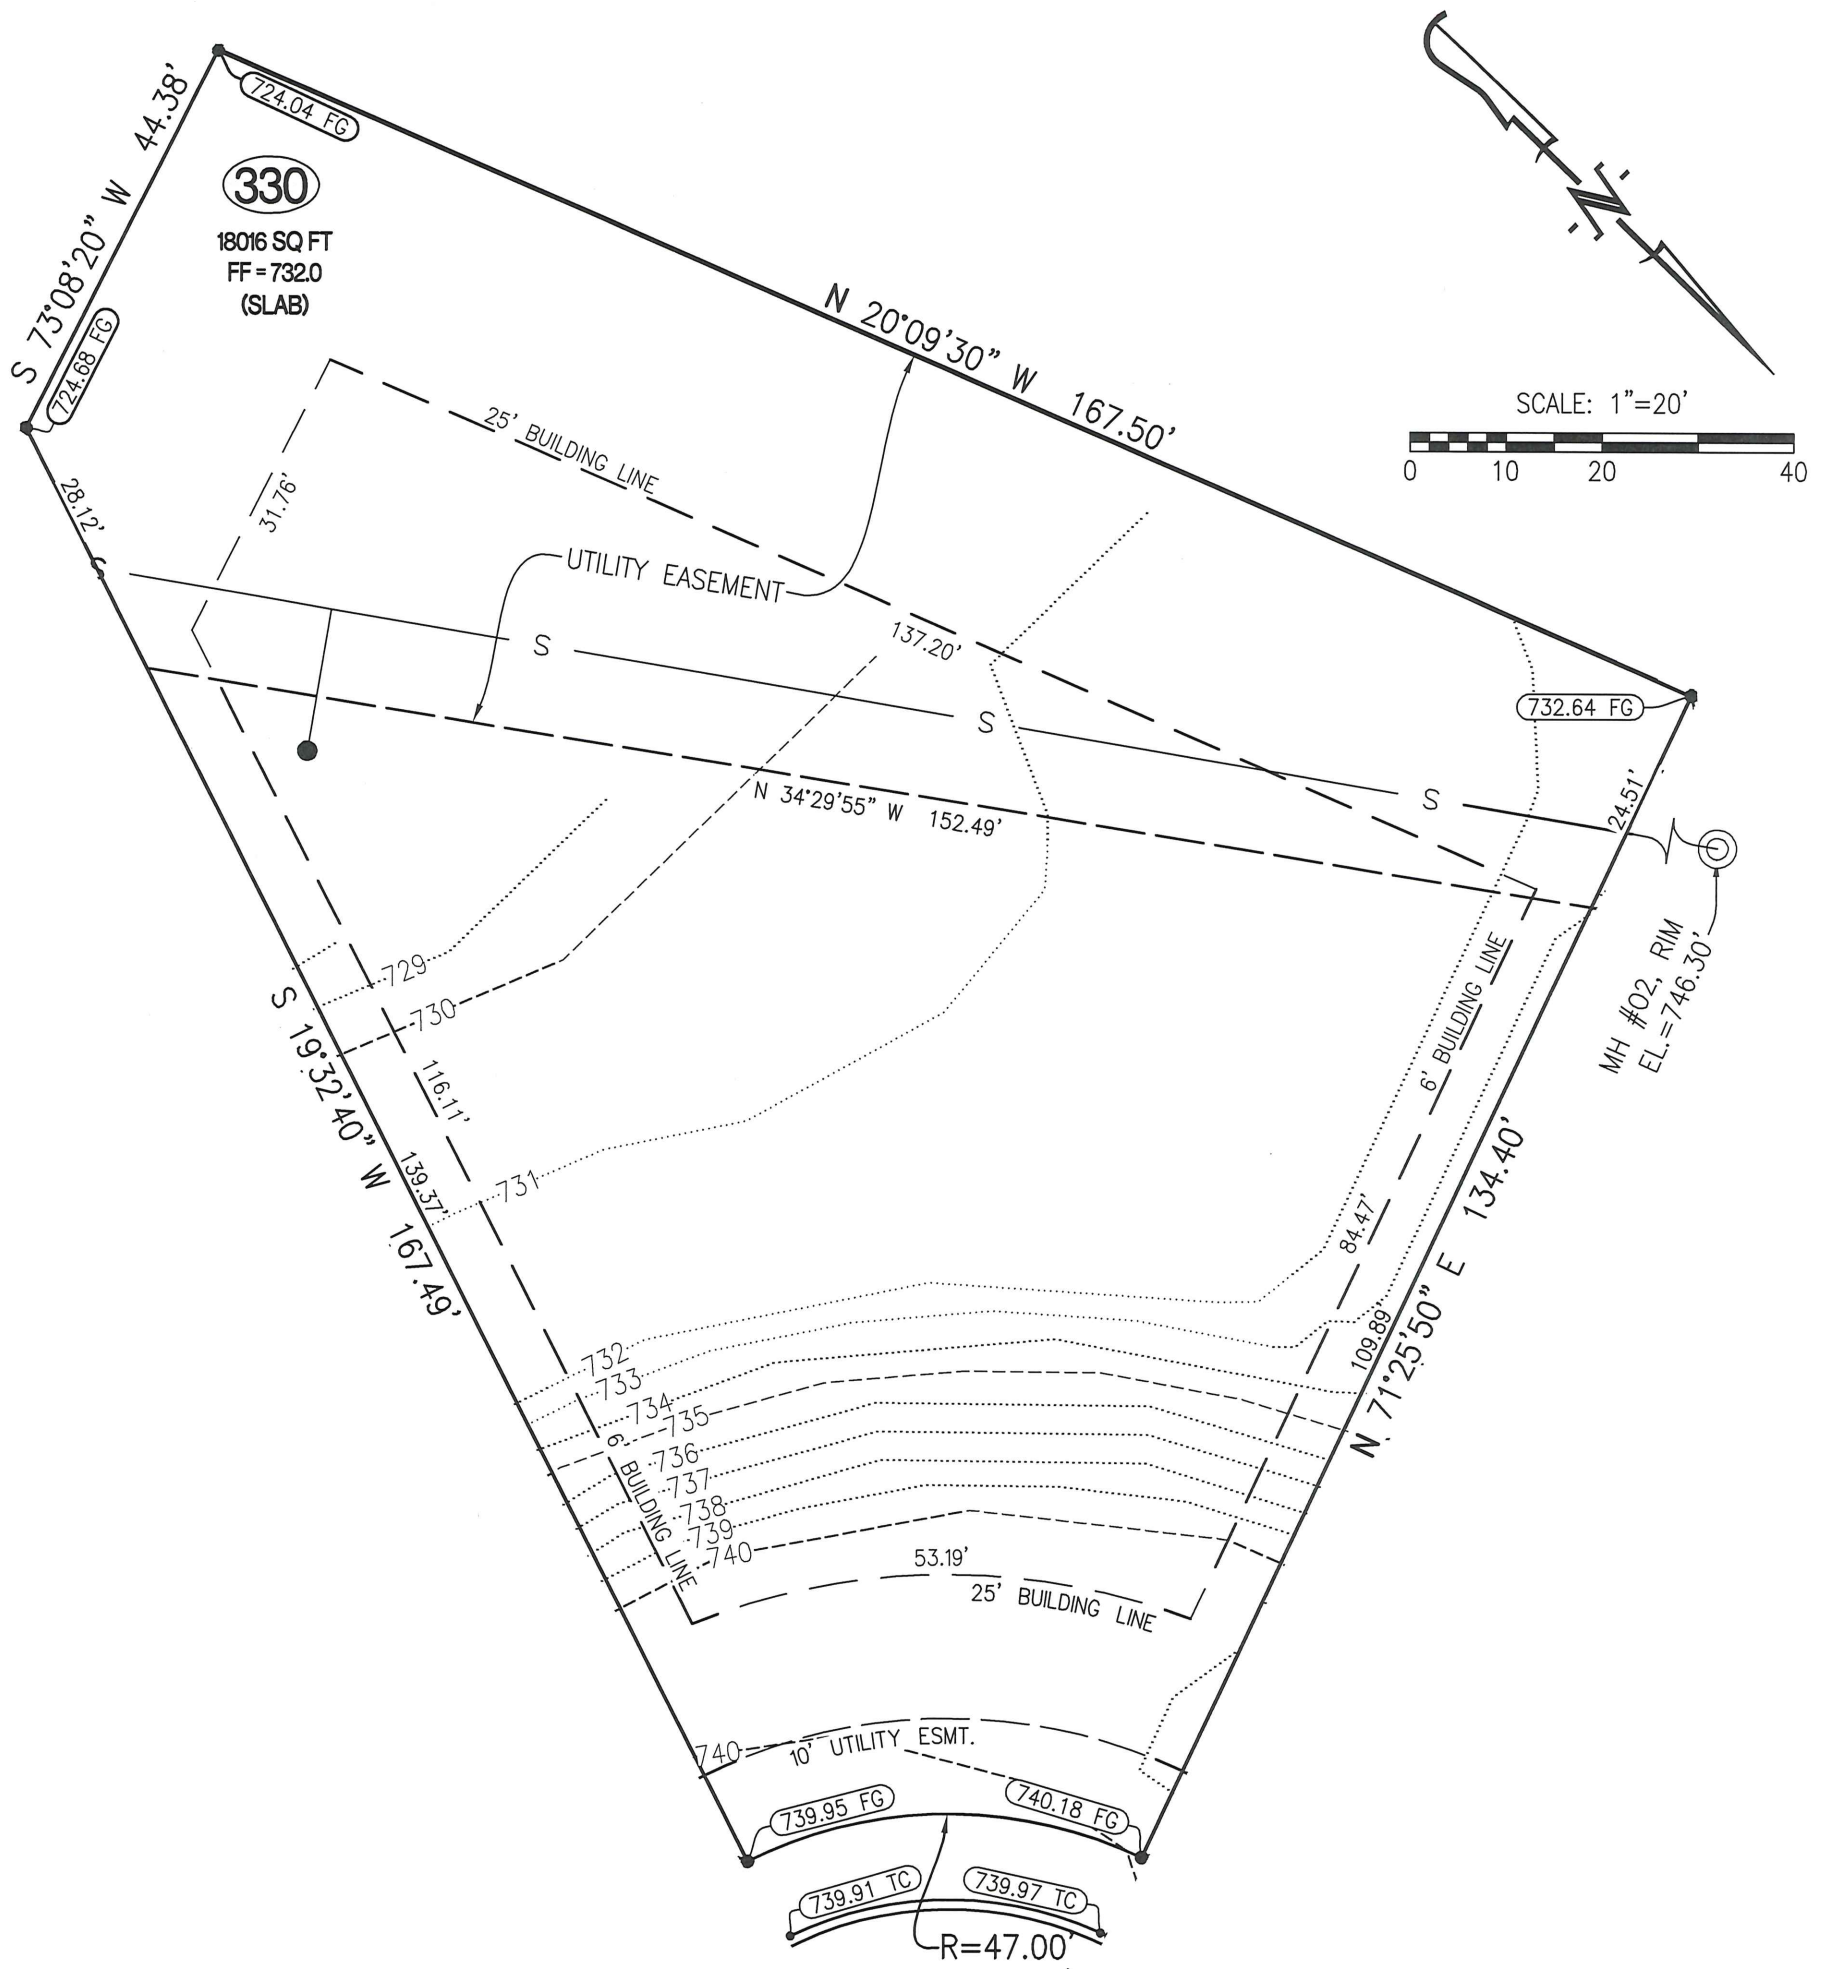 724.04 FG
S 73°08'20" W 44.38'
330
18016 SQ FT
FF = 732.0
(SLAB)
N
SCALE: 1"=20'
0 10 20 40
N 20°09'30" W 167.50'
724.68 FG
25' BUILDING LINE
31.76'
28.12'
UTILITY EASEMENT
137.20'
S
S
S
732.64 FG
24.51'
N 34°29'55" W 152.49'
MH #02, RIM
EL.=746.30'
729
730
6' BUILDING LINE
116.11'
S 19°32'40" W 167.49'
139.37'
731
84.47'
N 71°25'50" E 134.40'
109.89'
732
733
734
735
736
737
738
739
740
6' BUILDING LINE
53.19'
25' BUILDING LINE
740
10' UTILITY ESMT.
739.95 FG
740.18 FG
739.91 TC
739.97 TC
R=47.00'